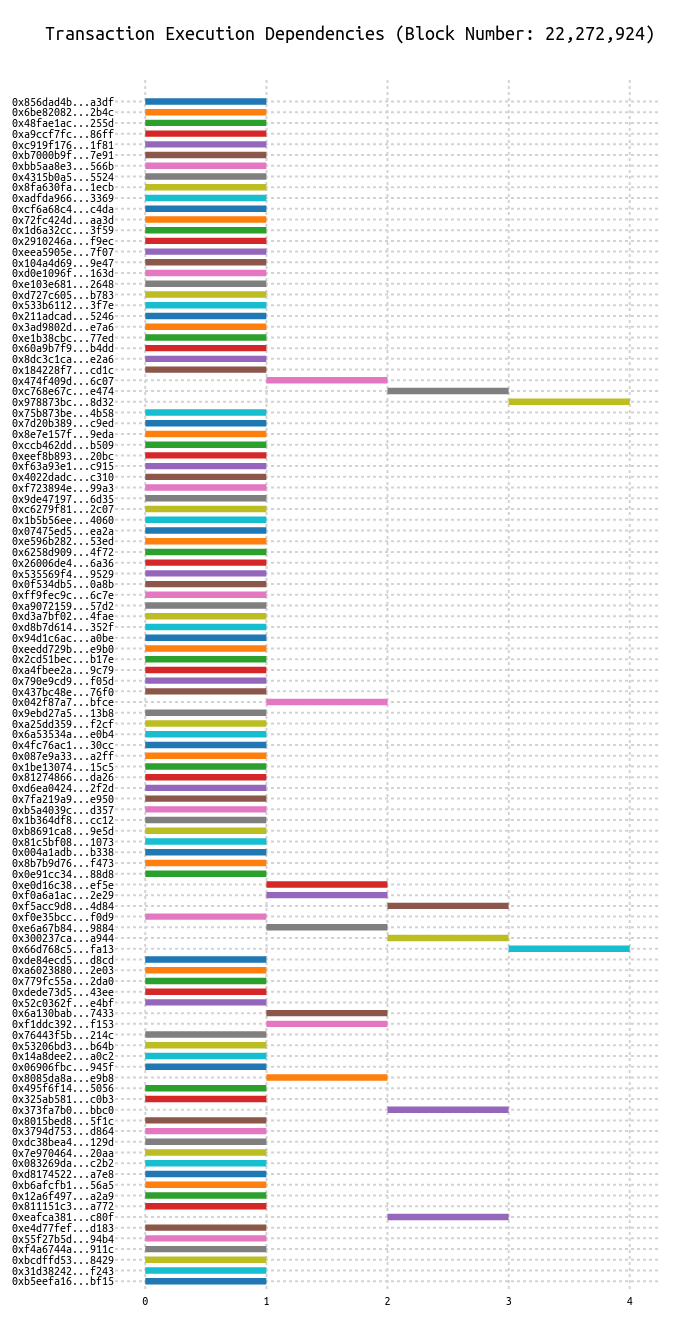 Transaction Execution Dependencies (Block Number: 22,272,924)
0x856dad4b...a3df
0x6be82082...2b4c
0x48fae1ac...255d
0xa9ccf7fc...86ff
0xc919f176...1f81
0xb7000b9f...7e91
0xbb5aa8e3...566b
0x4315b0a5...5524
0x8fa630fa...1ecb
0xadfda966...3369
0xcf6a68c4...c4da
0x72fc424d...aa3d
0x1d6a32cc...3f59
0x2910246a...f9ec
0xeea5905e...7f07
0x104a4d69...9e47
0xd0e1096f...163d
0xe103e681...2648
0xd727c605...b783
0x533b6112...3f7e
0x211adcad...5246
0x3ad9802d...e7a6
0xe1b38cbc...77ed
0x60a9b7f9...b4dd
0x8dc3c1ca...e2a6
0x184228f7...cd1c
0x474f409d...6c07
0xc768e67c...e474
0x978873bc...8d32
0x75b873be...4b58
0x7d20b389...c9ed
0x8e7e157f...9eda
0xccb462dd...b509
0xeef8b893...20bc
0xf63a93e1...c915
0x4022dadc...c310
0xf723894e...99a3
0x9de47197...6d35
0xc6279f81...2c07
0x1b5b56ee...4060
0x07475ed5...ea2a
0xe596b282...53ed
0x6258d909...4f72
0x26006de4...6a36
0x535569f4...9529
0x0f534db5...0a8b
0xff9fec9c...6c7e
0xa9072159...57d2
0xd3a7bf02...4fae
0xd8b7d614...352f
0x94d1c6ac...a0be
0xeedd729b...e9b0
0x2cd51bec...b17e
0xa4fbee2a...9c79
0x790e9cd9...f05d
0x437bc48e...76f0
0x042f87a7...bfce
0x9ebd27a5...13b8
0xa25dd359...f2cf
0x6a53534a...e0b4
0x4fc76ac1...30cc
0x087e9a33...a2ff
0x1be13074...15c5
0x81274866...da26
0xd6ea0424...2f2d
0x7fa219a9...e950
0xb5a4039c...d357
0x1b364df8...cc12
0xb8691ca8...9e5d
0x81c5bf08...1073
0x004a1adb...b338
0x8b7b9d76...f473
0x0e91cc34...88d8
0xe0d16c38...ef5e
0xf0a6a1ac...2e29
0xf5acc9d8...4d84
0xf0e35bcc...f0d9
0xe6a67b84...9884
0x300237ca...a944
0x66d768c5...fa13
0xde84ecd5...d8cd
0xa6023880...2e03
0x779fc55a...2da0
0xdede73d5...43ee
0x52c0362f...e4bf
0x6a130bab...7433
0xf1ddc392...f153
0x76443f5b...214c
0x53206bd3...b64b
0x14a8dee2...a0c2
0x06906fbc...945f
0x8085da8a...e9b8
0x495f6f14...5056
0x325ab581...c0b3
0x373fa7b0...bbc0
0x8015bed8...5f1c
0x3794d753...d864
0xdc38bea4...129d
0x7e970464...20aa
0x083269da...c2b2
0xd8174522...a7e8
0xb6afcfb1...56a5
0x12a6f497...a2a9
0x811151c3...a772
0xeafca381...c80f
0xe4d77fef...d183
0x55f27b5d...94b4
0xf4a6744a...911c
0xbcdffd53...8429
0x31d38242...f243
0xb5eefa16...bf15
0 1 2 3 4